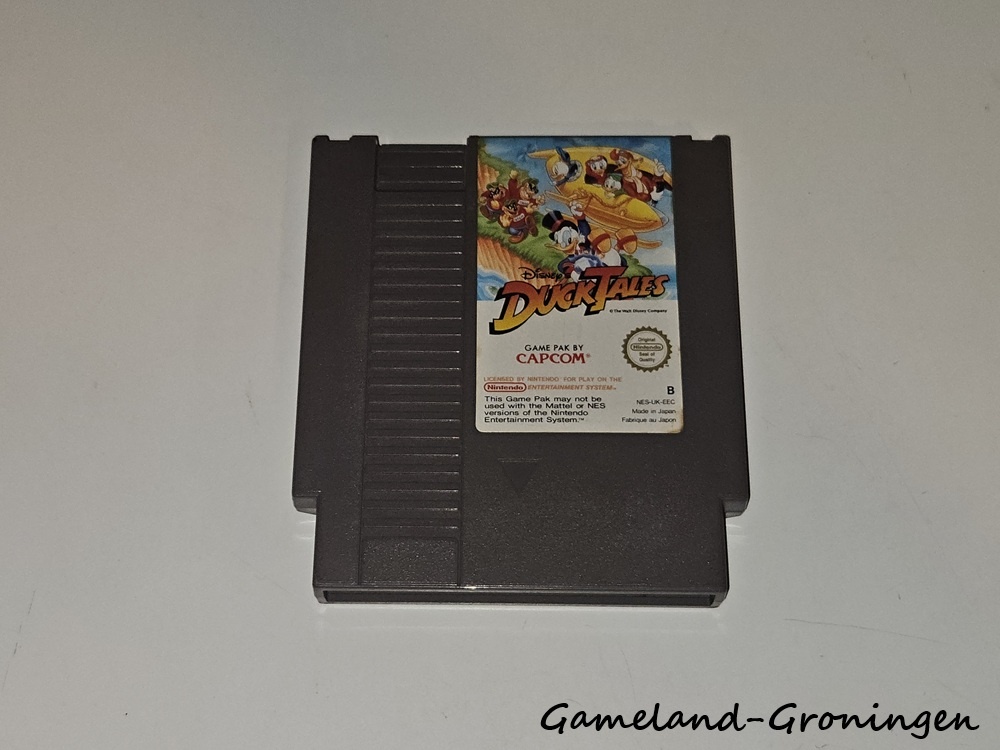 Disney's
DUCKTALES
© The Walt Disney Company
GAME PAK BY
CAPCOM®
Original
Nintendo
Seal of
Quality
LICENSED BY NINTENDO® FOR PLAY ON THE
Nintendo ENTERTAINMENT SYSTEM™
This Game Pak may not be
used with the Mattel or NES
versions of the Nintendo
Entertainment System.™
B
NES-UK-EEC
Made in Japan
Fabriqué au Japon
Gameland-Groningen